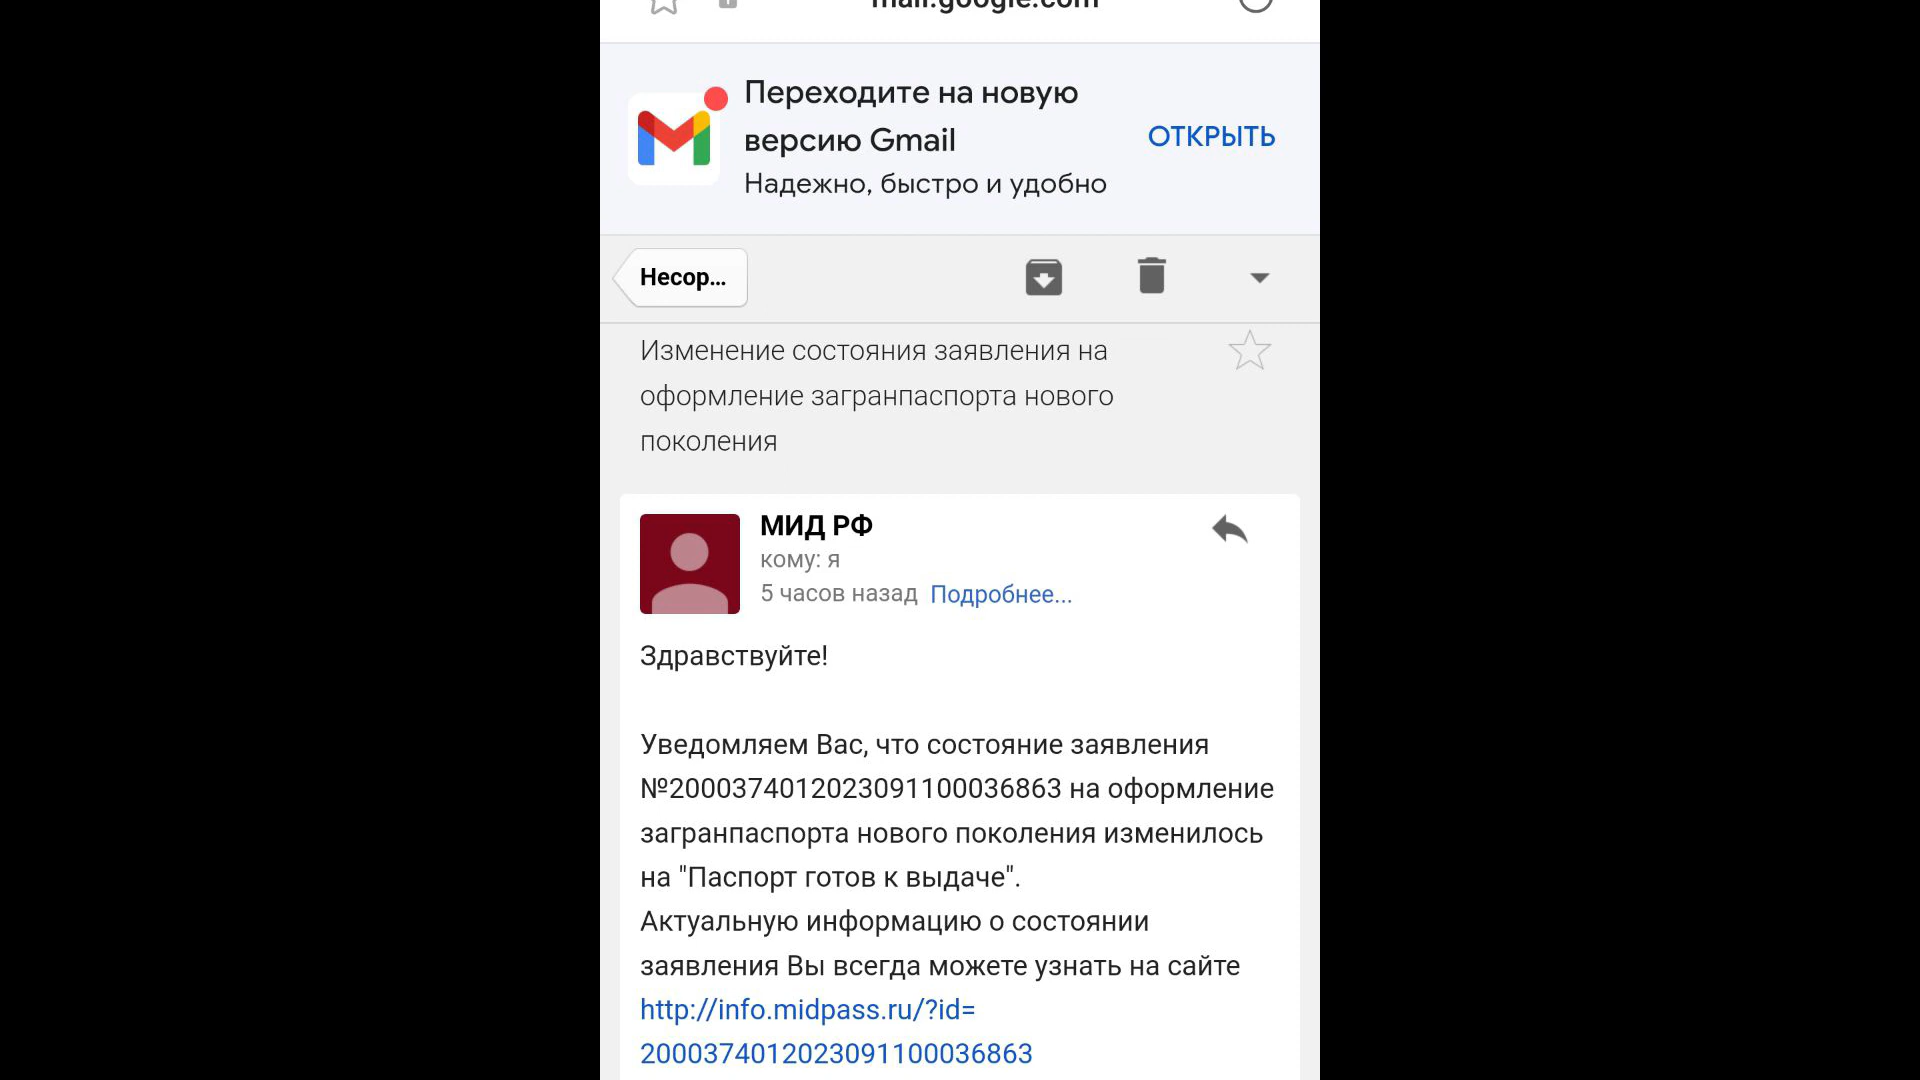 mail.google.com
Переходите на новую
версию Gmail
ОТКРЫТЬ
Надежно, быстро и удобно
Несор...
Изменение состояния заявления на
оформление загранпаспорта нового
поколения
МИД РФ
кому: я
5 часов назад Подробнее...
Здравствуйте!
Уведомляем Вас, что состояние заявления
№2000374012023091100036863 на оформление
загранпаспорта нового поколения изменилось
на "Паспорт готов к выдаче".
Актуальную информацию о состоянии
заявления Вы всегда можете узнать на сайте
http://info.midpass.ru/?id=
2000374012023091100036863